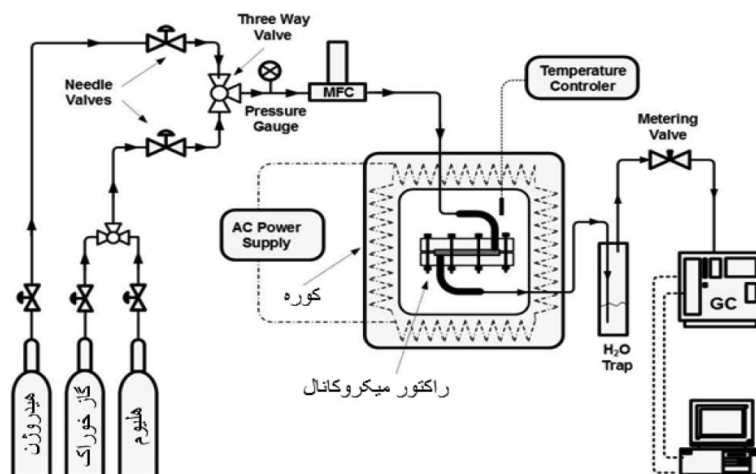 Three Way
Valve
Needle
Valves
Pressure
Gauge
MFC
Temperature
Controler
Metering
Valve
AC Power
Supply
کوره
راکتور میکروکانال
H₂O
Trap
GC
هیدروژن
گاز خوراک
هلیوم